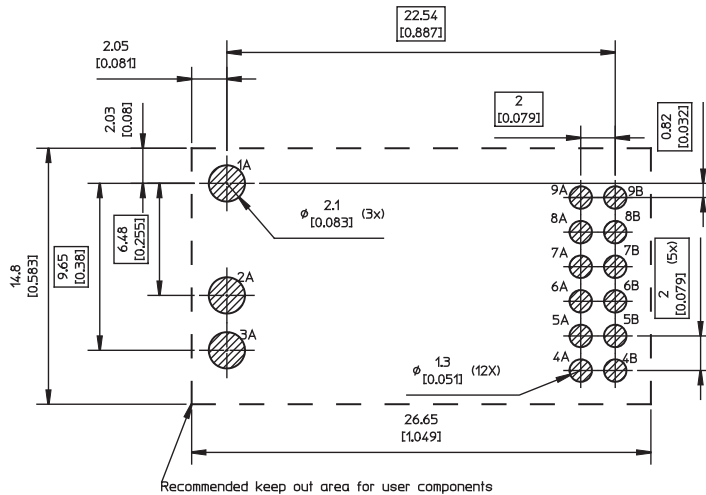 22.54
[0.887]
2.05
[0.081]
2
[0.079]
0.82
[0.032]
2.03
[0.08]
1A
9A
9B
ø 2.1 (3x)
[0.083]
8A
8B
14.8
[0.583]
9.65
[0.38]
6.48
[0.255]
7A
7B
2 (5x)
[0.079]
2A
6A
6B
3A
5A
5B
ø 1.3 (12X)
[0.051]
4A
4B
26.65
[1.049]
Recommended keep out area for user components